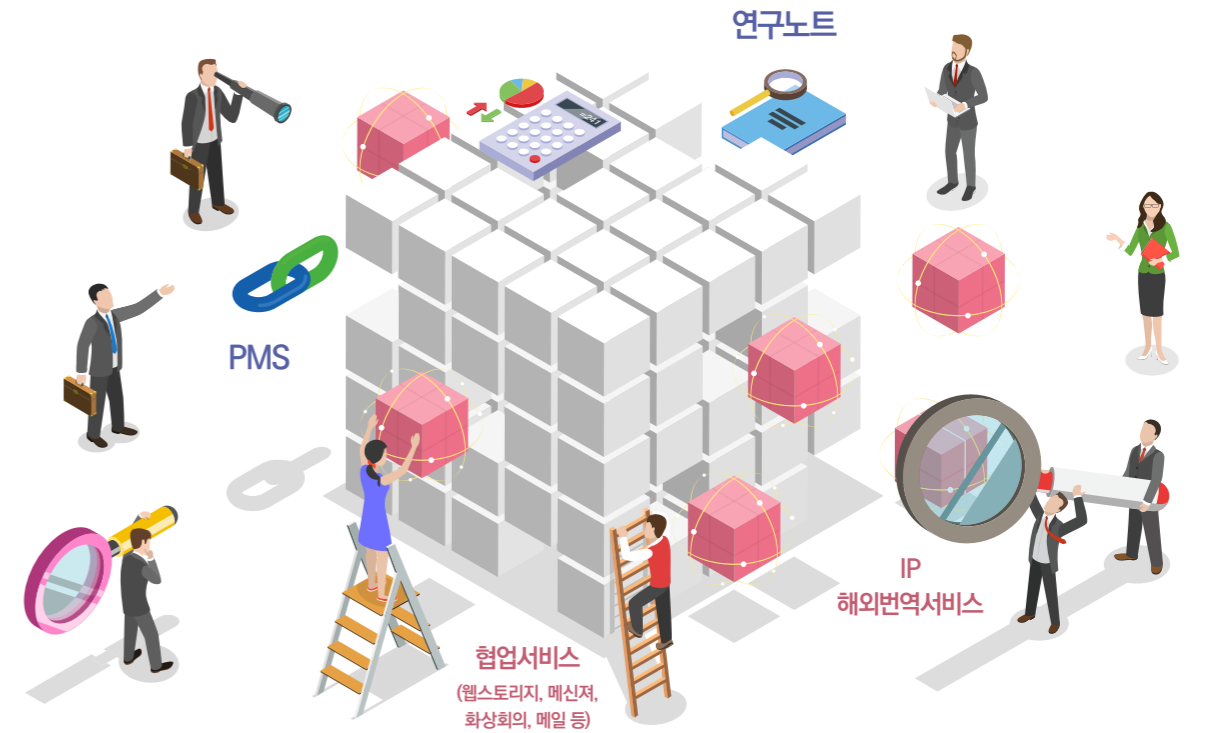 연구노트
PMS
IP
해외번역서비스
협업서비스
(웹스토리지, 메신져,
화상회의, 메일 등)